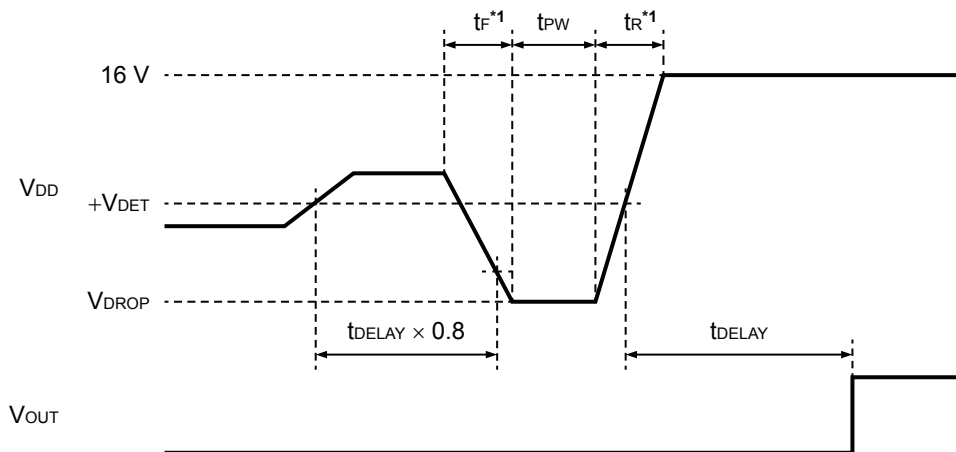 tF*1 tPW tR*1
16 V
VDD
+VDET
VDROP
tDELAY × 0.8 tDELAY
VOUT